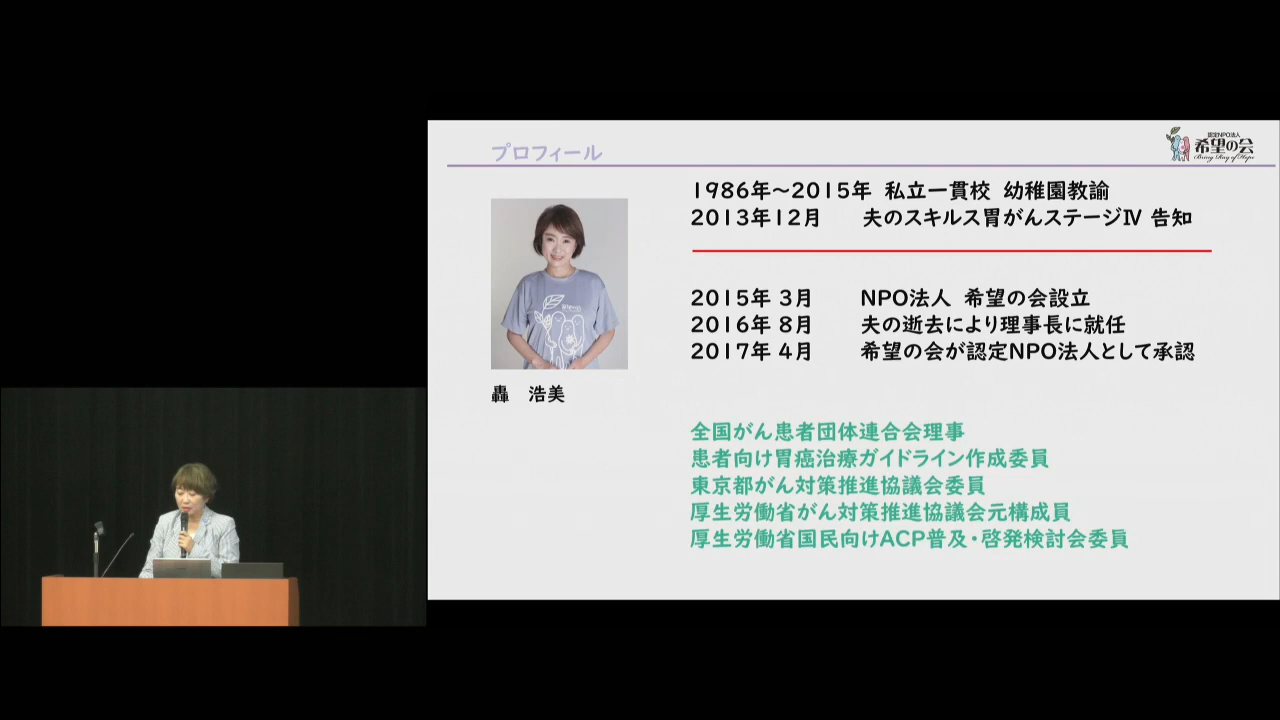 プロフィール
認定NPO法人
希望の会
Bring Ray of Hope
1986年～2015年 私立一貫校 幼稚園教諭
2013年12月 夫のスキルス胃がんステージⅣ 告知
2015年 3月 NPO法人 希望の会設立
2016年 8月 夫の逝去により理事長に就任
2017年 4月 希望の会が認定NPO法人として承認
轟 浩美
全国がん患者団体連合会理事
患者向け胃癌治療ガイドライン作成委員
東京都がん対策推進協議会委員
厚生労働省がん対策推進協議会元構成員
厚生労働省国民向けACP普及・啓発検討会委員